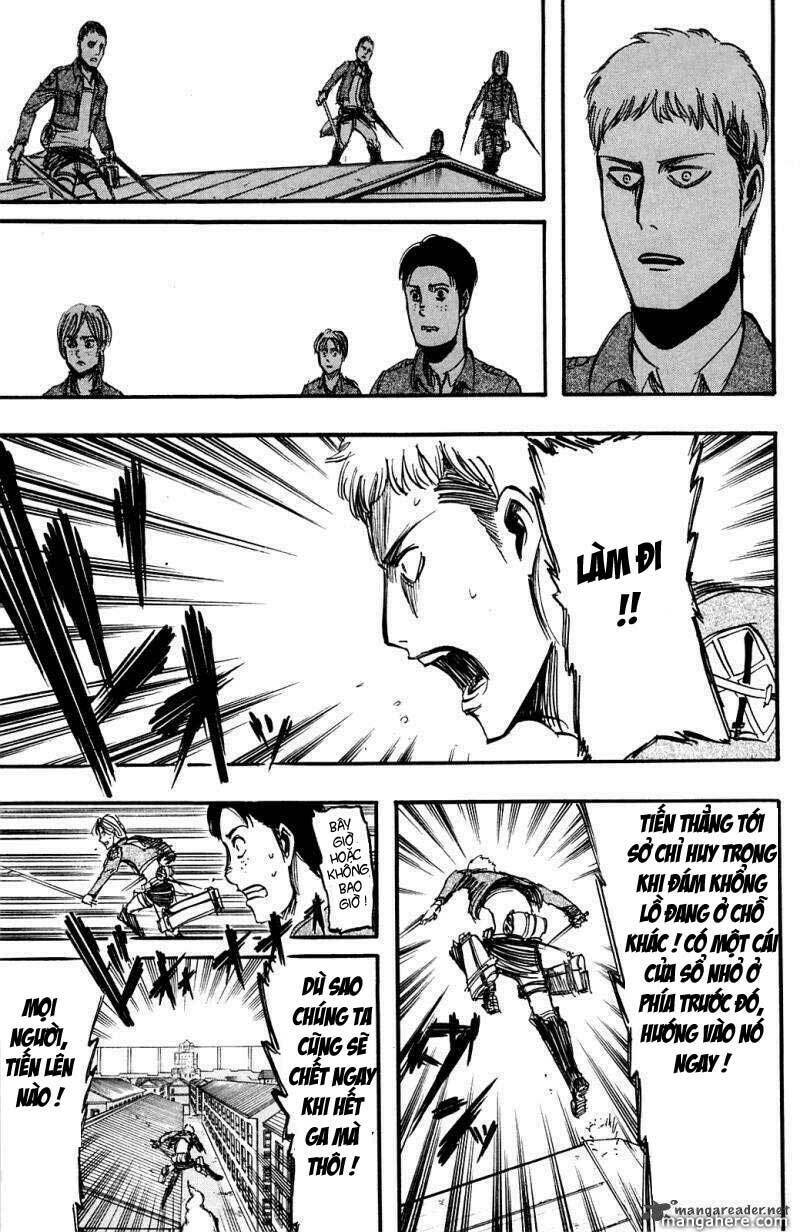 LÀM ĐI
!!
TIẾN THẲNG TỚI
SỞ CHỈ HUY TRONG
KHI ĐÁM KHỔNG
LỒ ĐANG Ở CHỖ
KHÁC ! CÓ MỘT CÁI
CỬA SỔ NHỎ Ở
PHÍA TRƯỚC ĐÓ,
HƯỚNG VÀO NÓ
NGAY !
BÂY
GIỜ
HOẶC
KHÔNG
BAO
GIỜ !
DÙ SAO
CHÚNG TA
CŨNG SẼ
CHẾT NGAY
KHI HẾT
GA MÀ
THÔI !
MỌI
NGƯỜI,
TIẾN LÊN
NÀO !
mangareader.net
mangahere.com